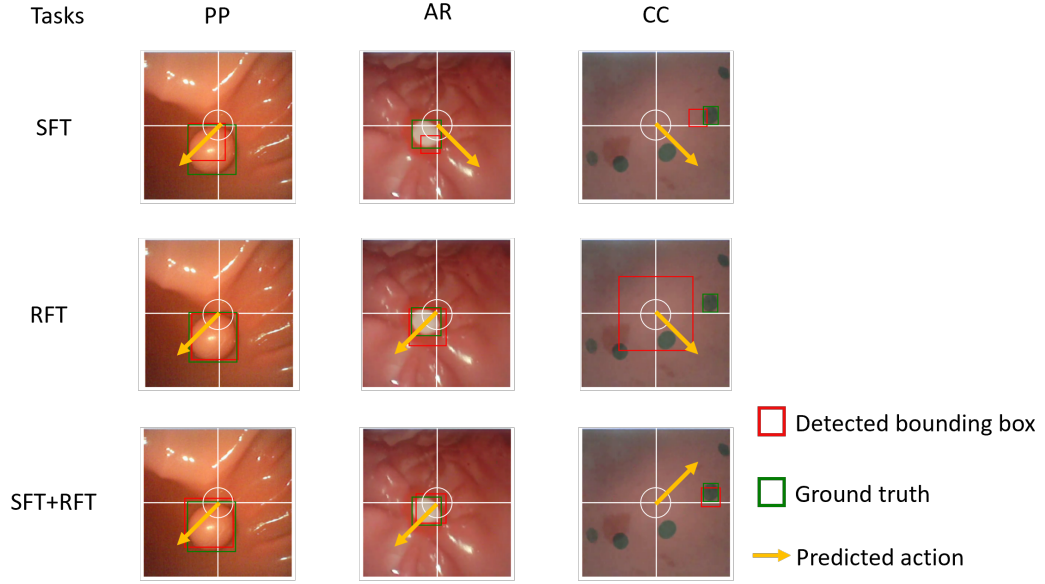 Tasks PP AR CC
SFT
RFT
SFT+RFT
Detected bounding box
Ground truth
Predicted action